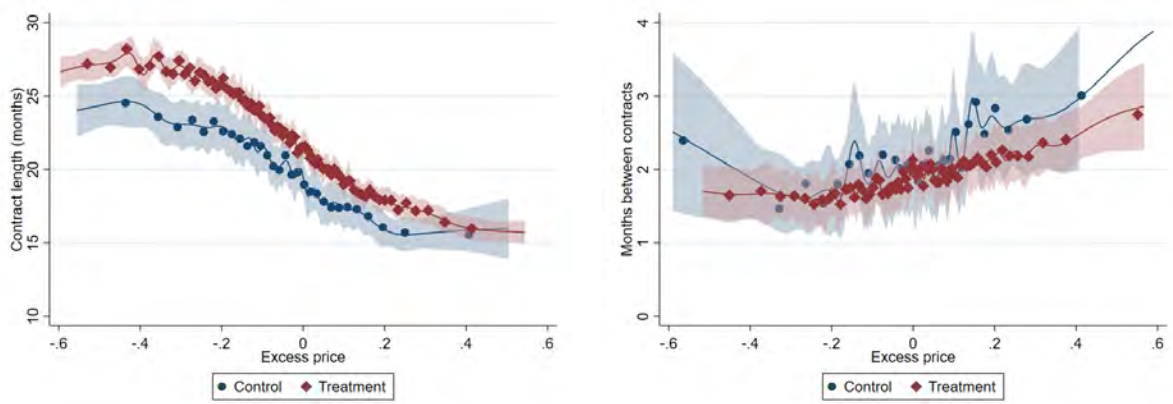 Contract length (months)
30
25
20
15
10
-.6 -.4 -.2 0 .2 .4 .6
Excess price
Control Treatment
Months between contracts
4
3
2
1
0
-.6 -.4 -.2 0 .2 .4 .6
Excess price
Control Treatment